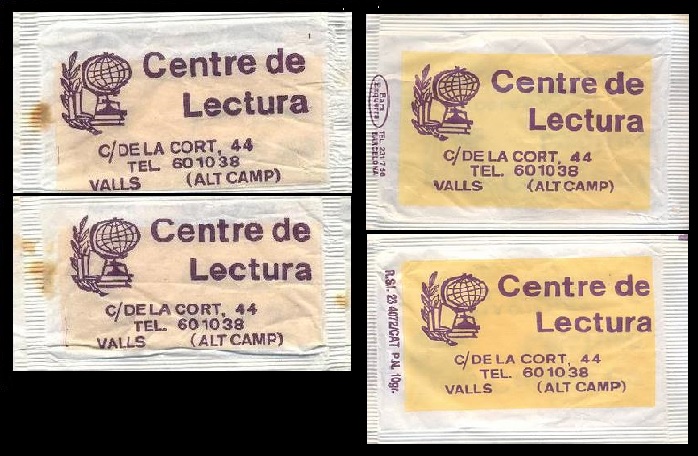 Centre de
Lectura
C/DE LA CORT, 44
TEL. 601038
VALLS (ALT CAMP)
Centre de
Lectura
C/DE LA CORT, 44
TEL. 601038
VALLS (ALT CAMP)
Centre de
Lectura
C/DE LA CORT, 44
TEL. 601038
VALLS (ALT CAMP)
BARCELONA
Centre de
Lectura
C/DE LA CORT, 44
TEL. 601038
VALLS (ALT CAMP)
P.N. 10gr.